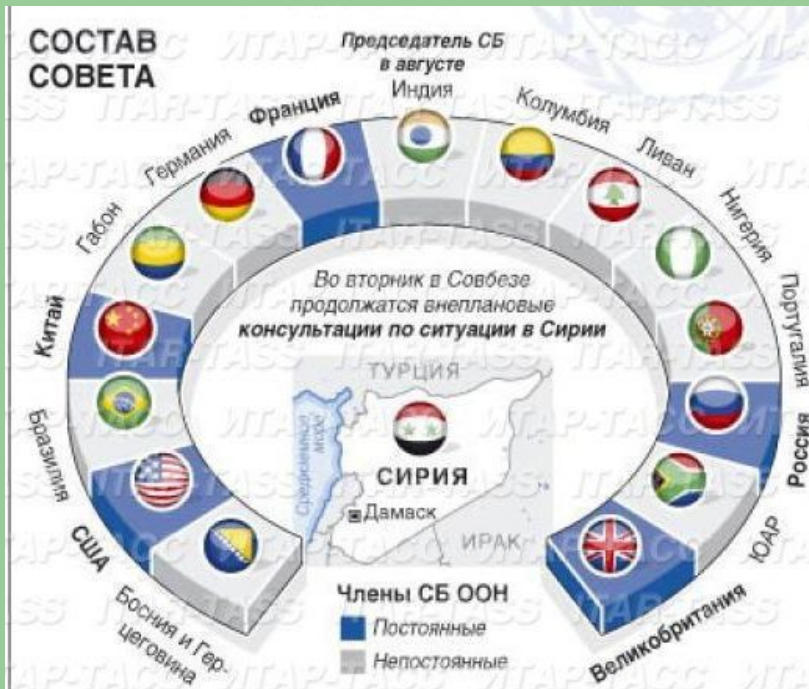 СОСТАВ
СОВЕТА
Председатель СБ
в августе
Индия
Франция
Германия
Габон
Китай
Бразилия
США
Босния и Гер-
цеговина
Колумбия
Ливан
Нигерия
Португалия
Россия
ЮАР
Великобритания
Во вторник в Совбезе
продолжатся внеплановые
консультации по ситуации в Сирии
ТУРЦИЯ
Средиземное
море
СИРИЯ
Дамаск
ИРАК
Члены СБ ООН
Постоянные
Непостоянные
ИТАР-ТАСС
ITAR-TASS